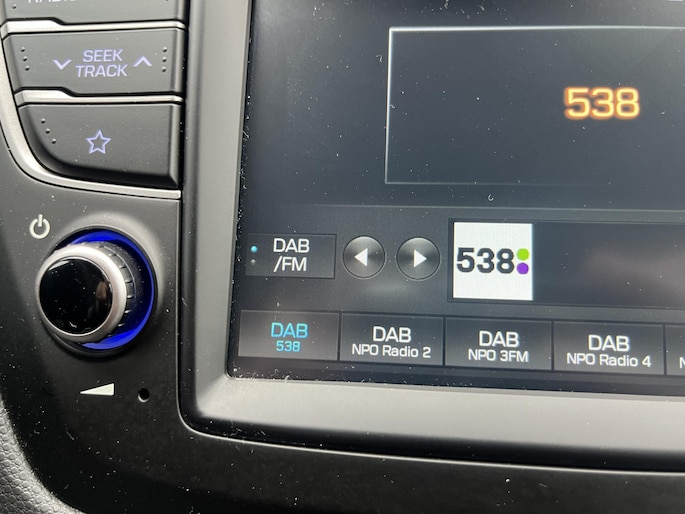 SEEK
TRACK
538
DAB
/FM
538
DAB
538
DAB
NPO Radio 2
DAB
NPO 3FM
DAB
NPO Radio 4